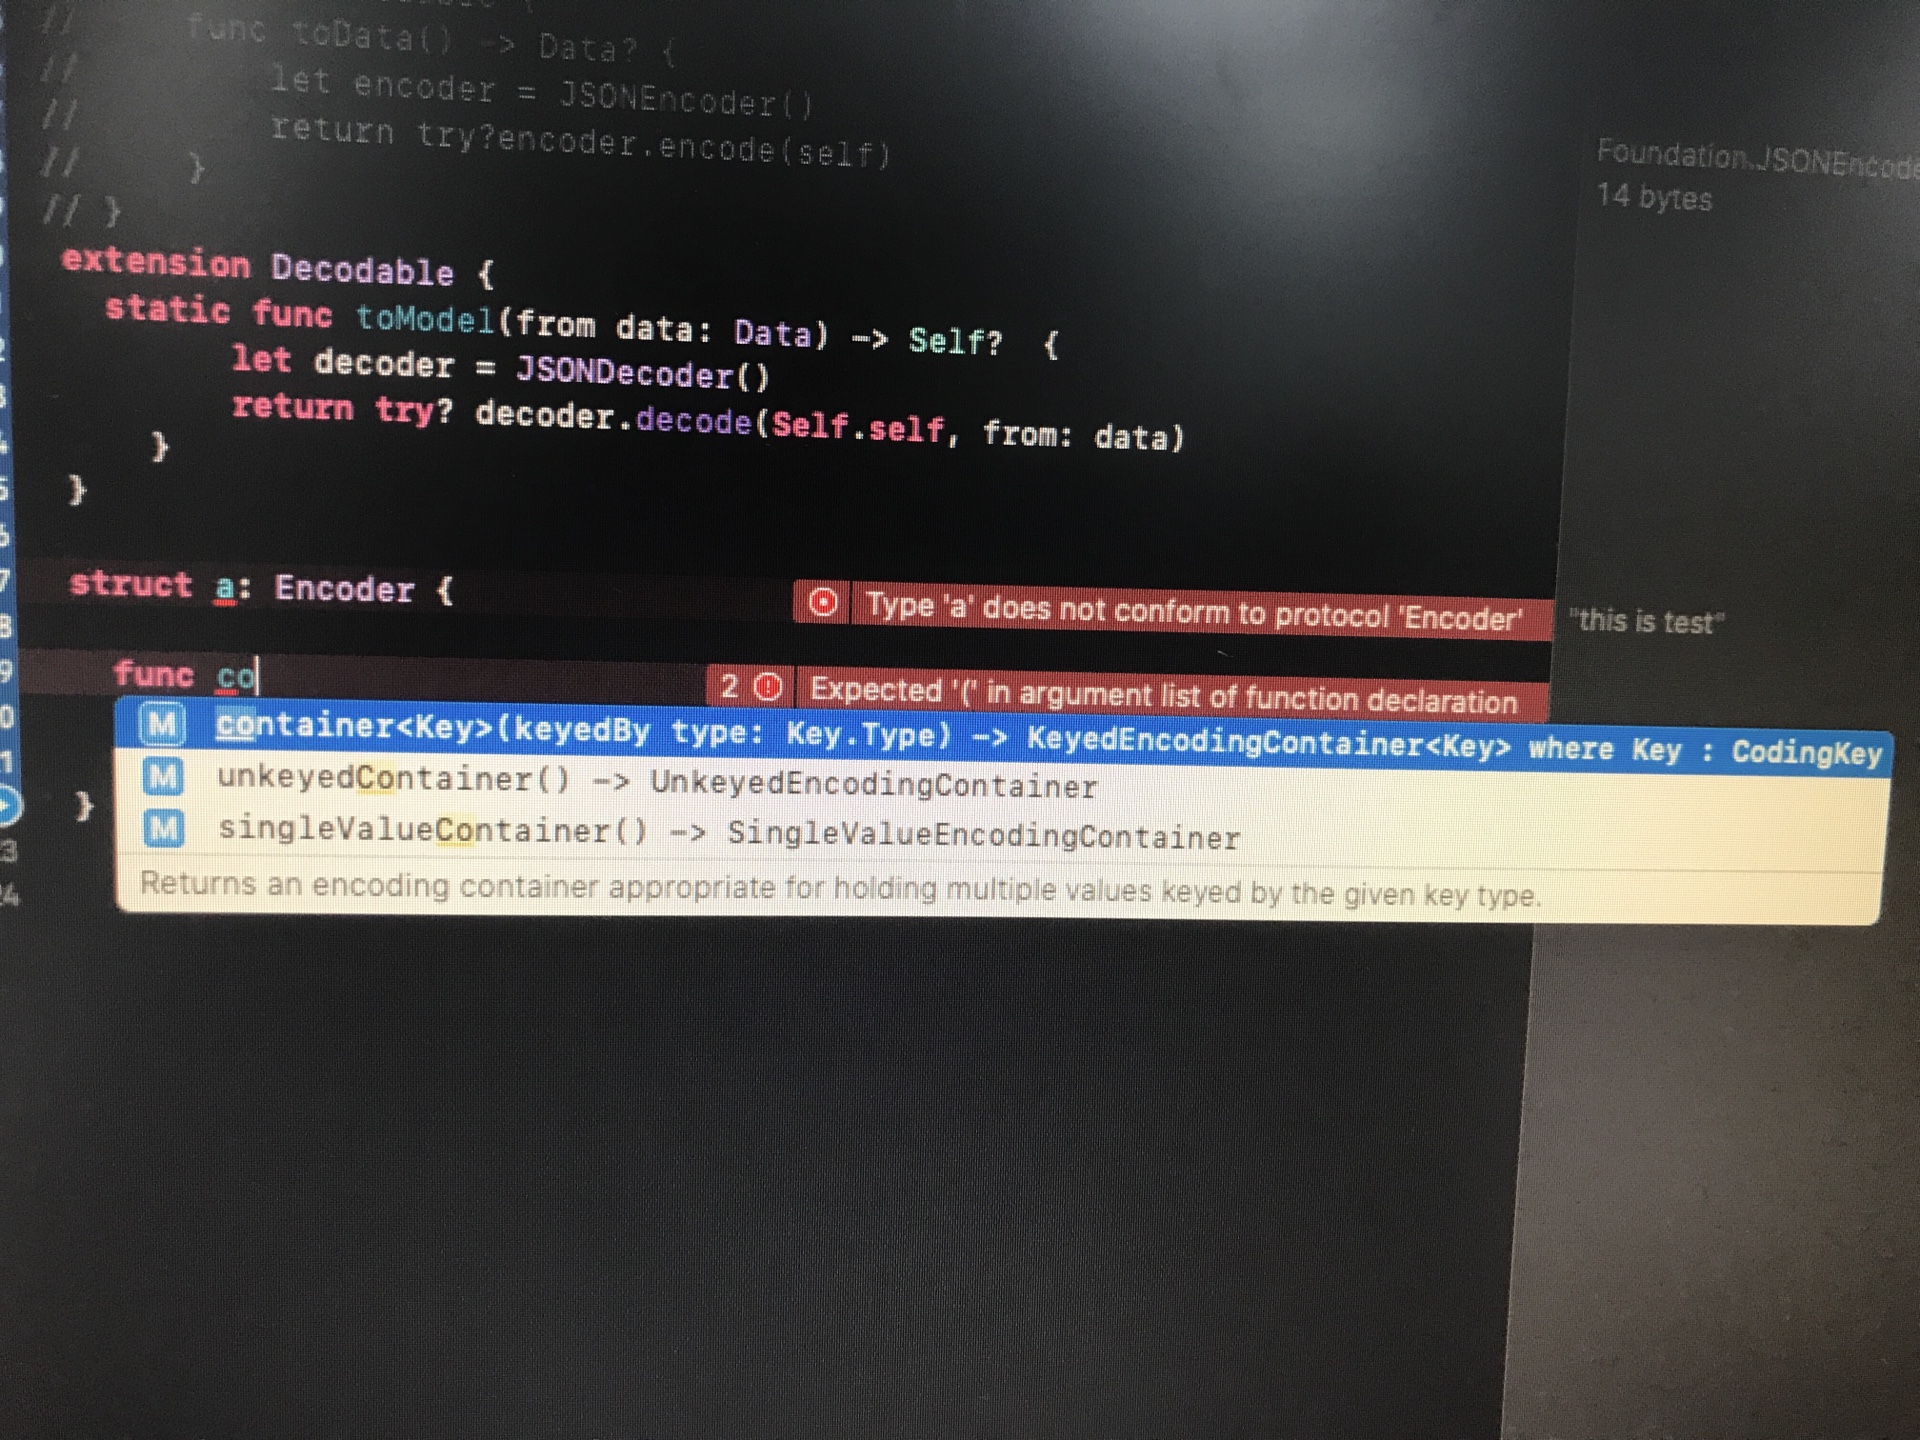 //      func toData() -> Data? {
//          let encoder = JSONEncoder()
//          return try?encoder.encode(self)
//      }
// }
Foundation.JSONEncode
14 bytes
extension Decodable {
static func toModel(from data: Data) -> Self?  {
let decoder = JSONDecoder()
return try? decoder.decode(Self.self, from: data)
}
}
struct a: Encoder {
Type 'a' does not conform to protocol 'Encoder'
"this is test"
func co
2 Expected '(' in argument list of function declaration
M container<Key>(keyedBy type: Key.Type) -> KeyedEncodingContainer<Key> where Key : CodingKey
M unkeyedContainer() -> UnkeyedEncodingContainer
M singleValueContainer() -> SingleValueEncodingContainer
}
Returns an encoding container appropriate for holding multiple values keyed by the given key type.